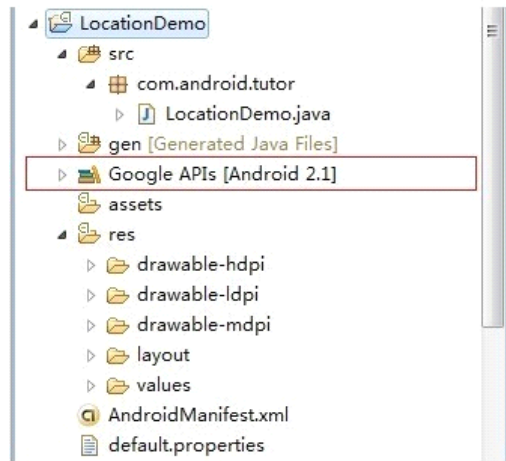 LocationDemo
src
com.android.tutor
LocationDemo.java
gen [Generated Java Files]
Google APIs [Android 2.1]
assets
res
drawable-hdpi
drawable-ldpi
drawable-mdpi
layout
values
AndroidManifest.xml
default.properties